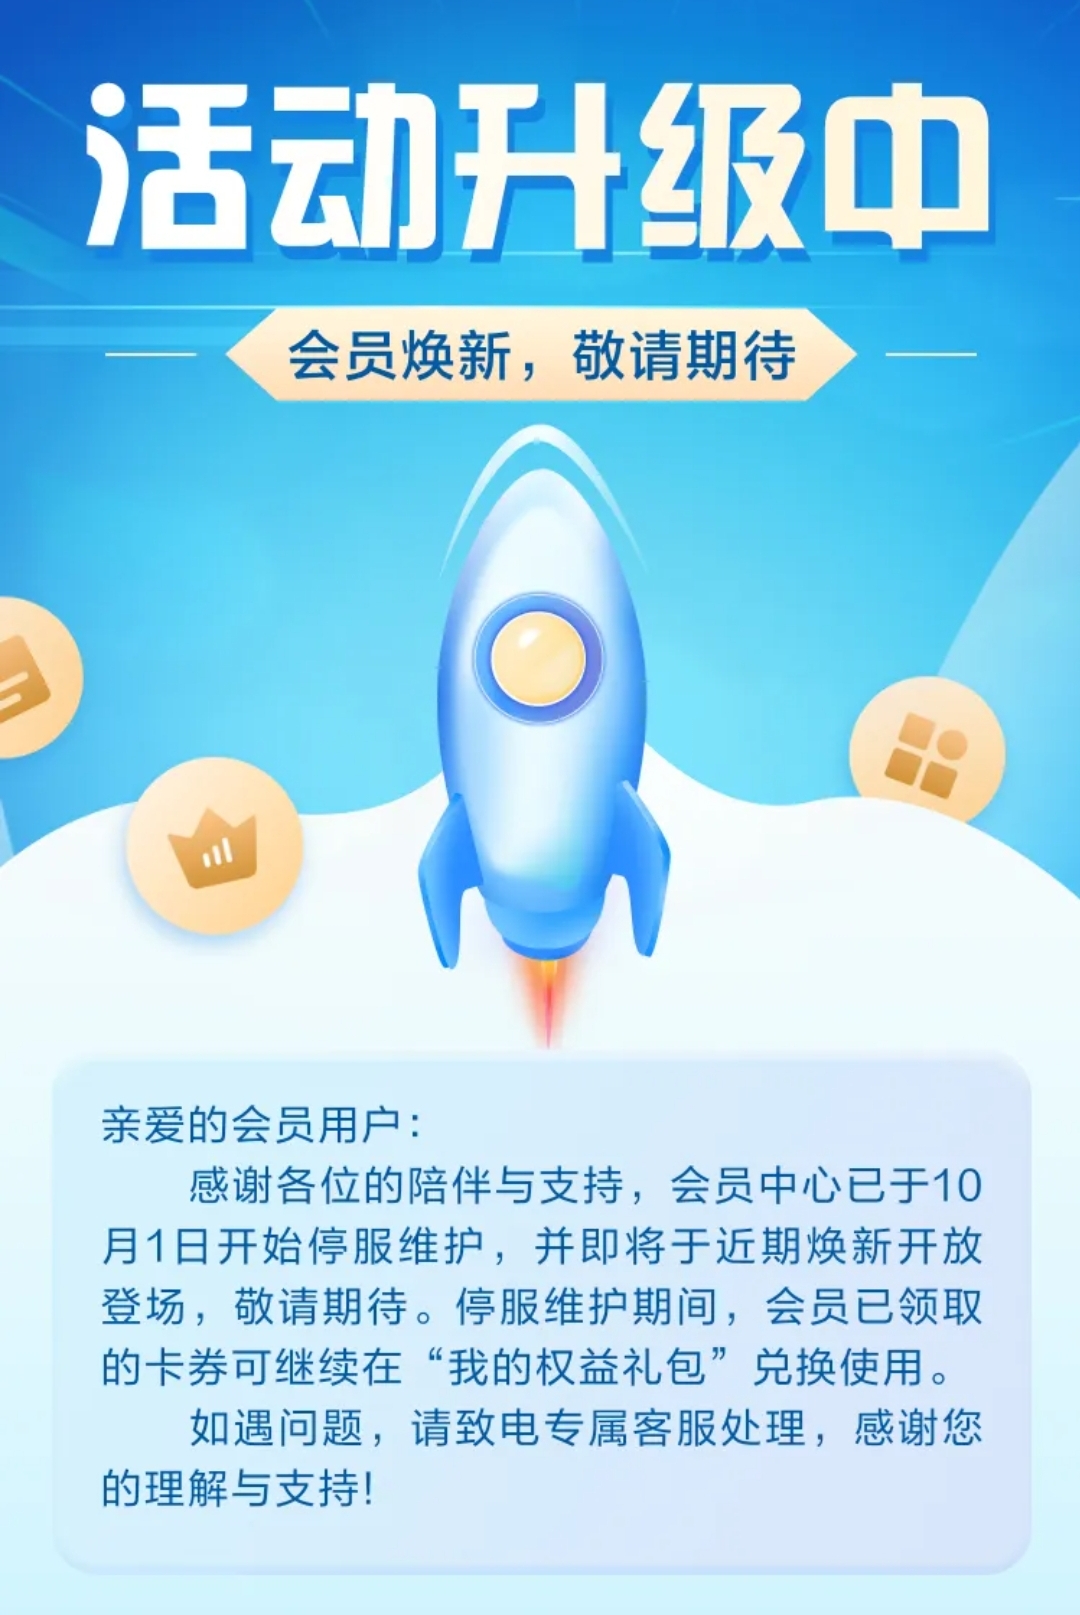 活动升级中
会员焕新，敬请期待
亲爱的会员用户：
感谢各位的陪伴与支持，会员中心已于10
月1日开始停服维护，并即将于近期焕新开放
登场，敬请期待。停服维护期间，会员已领取
的卡券可继续在“我的权益礼包”兑换使用。
如遇问题，请致电专属客服处理，感谢您
的理解与支持!